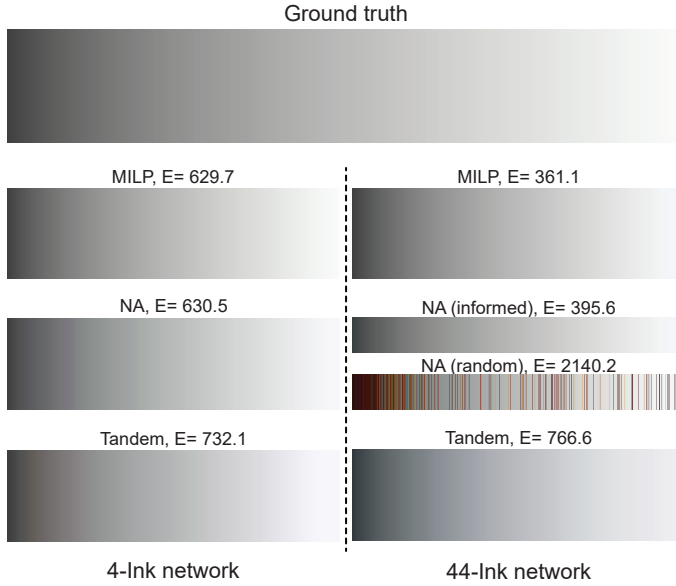 Ground truth
MILP, E= 629.7
MILP, E= 361.1
NA, E= 630.5
NA (informed), E= 395.6
NA (random), E= 2140.2
Tandem, E= 732.1
Tandem, E= 766.6
4-Ink network
44-Ink network